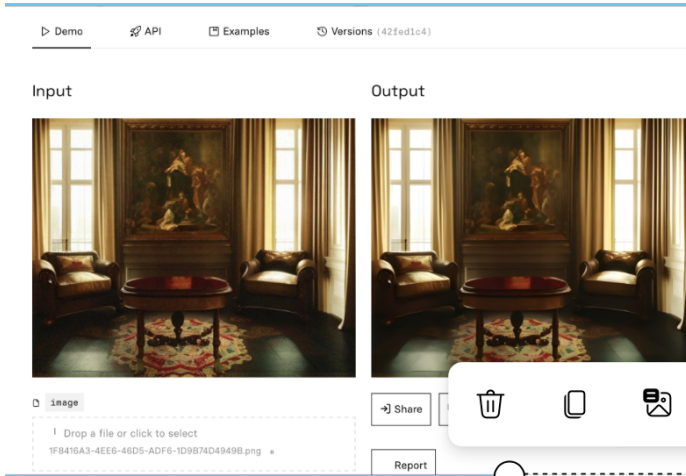 Demo API Examples Versions (42fed1c4)
Input
Output
image
Share
Drop a file or click to select
1F8416A3-4EE6-46D5-ADF6-1D9B74D4949B.png
Report